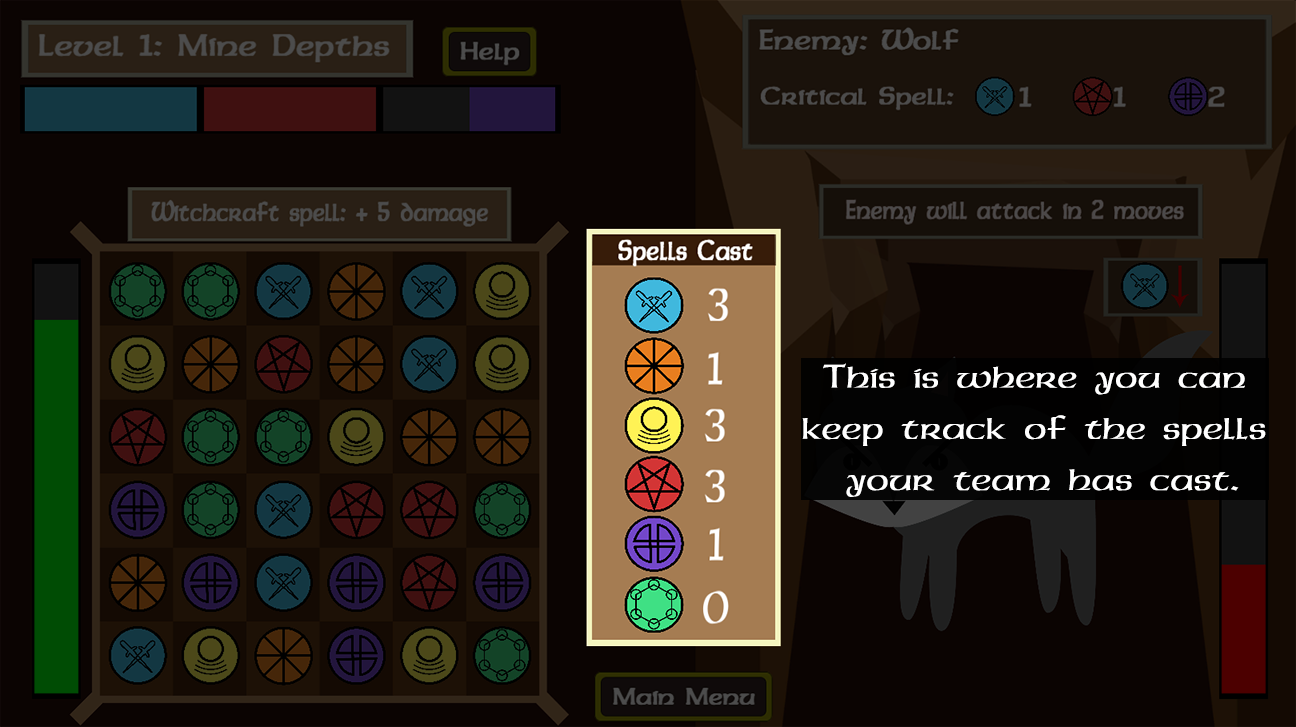 Level 1: Mine Depths
Help
Enemy: Wolf
Critical Spell: 1 1 2
Witchcraft spell: + 5 damage
Enemy will attack in 2 moves
Spells Cast
3
1
3
3
1
0
This is where you can
keep track of the spells
your team has cast.
Main Menu